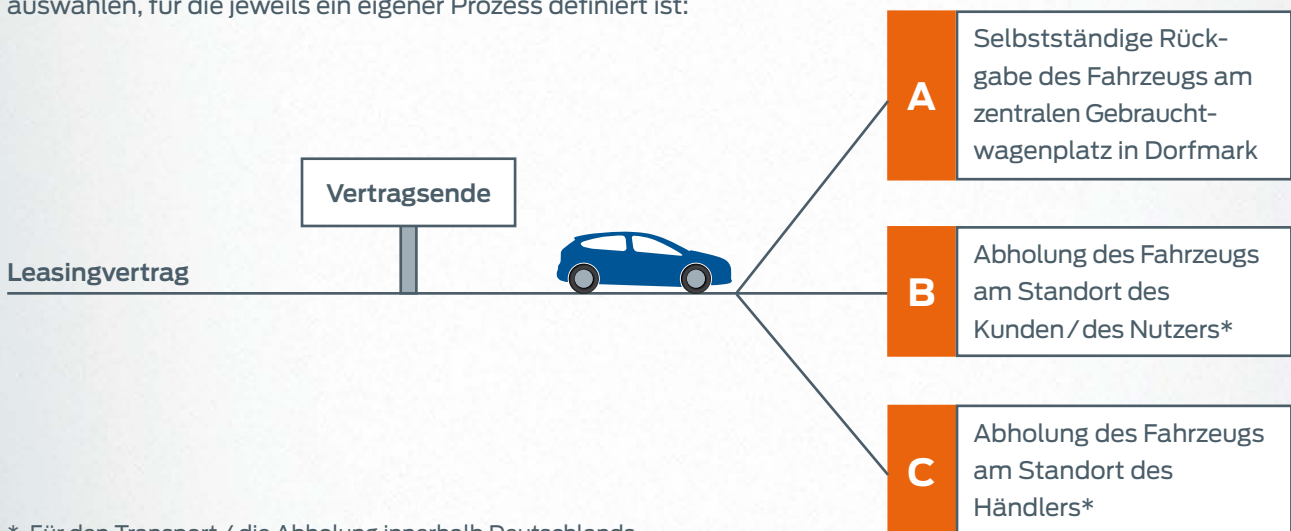 auswählen, für die jeweils ein eigener Prozess definiert ist:
A
Selbstständige Rück-
gabe des Fahrzeugs am
zentralen Gebraucht-
wagenplatz in Dorfmark
Vertragsende
Leasingvertrag
B
Abholung des Fahrzeugs
am Standort des
Kunden / des Nutzers*
C
Abholung des Fahrzeugs
am Standort des
Händlers*
* Für den Transport / die Abholung innerhalb Deutschlands